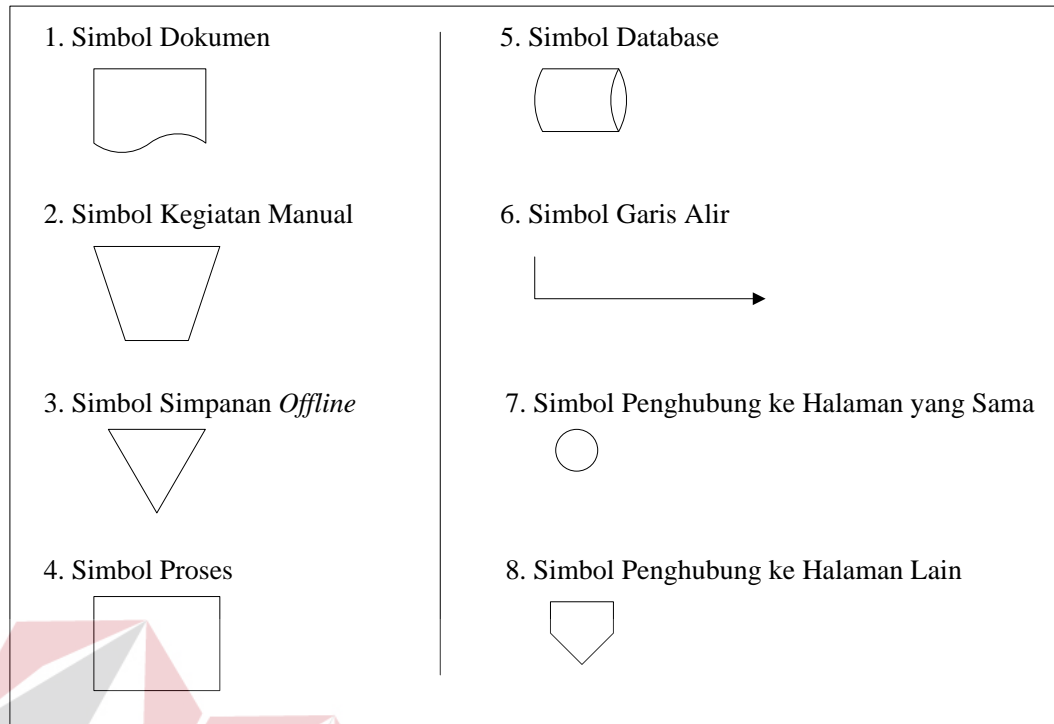 1. Simbol Dokumen
2. Simbol Kegiatan Manual
3. Simbol Simpanan Offline
4. Simbol Proses
5. Simbol Database
6. Simbol Garis Alir
7. Simbol Penghubung ke Halaman yang Sama
8. Simbol Penghubung ke Halaman Lain